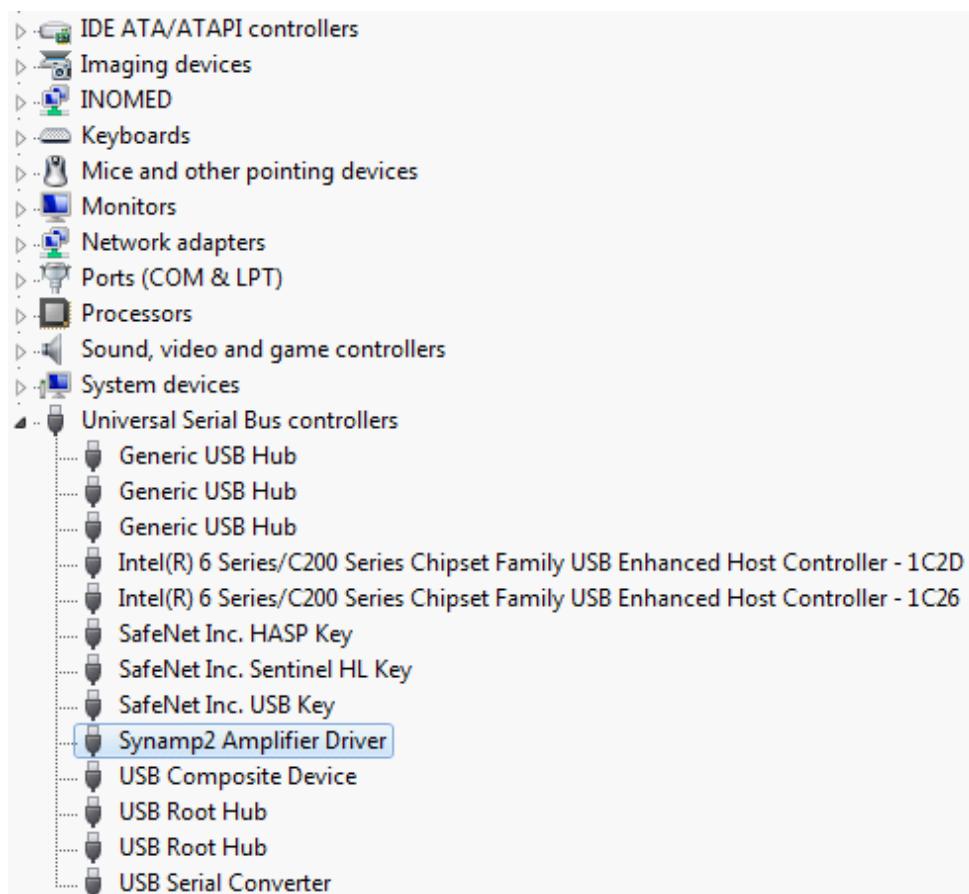 IDE ATA/ATAPI controllers
Imaging devices
INOMED
Keyboards
Mice and other pointing devices
Monitors
Network adapters
Ports (COM & LPT)
Processors
Sound, video and game controllers
System devices
Universal Serial Bus controllers
Generic USB Hub
Generic USB Hub
Generic USB Hub
Intel(R) 6 Series/C200 Series Chipset Family USB Enhanced Host Controller - 1C2D
Intel(R) 6 Series/C200 Series Chipset Family USB Enhanced Host Controller - 1C26
SafeNet Inc. HASP Key
SafeNet Inc. Sentinel HL Key
SafeNet Inc. USB Key
Synamp2 Amplifier Driver
USB Composite Device
USB Root Hub
USB Root Hub
USB Serial Converter